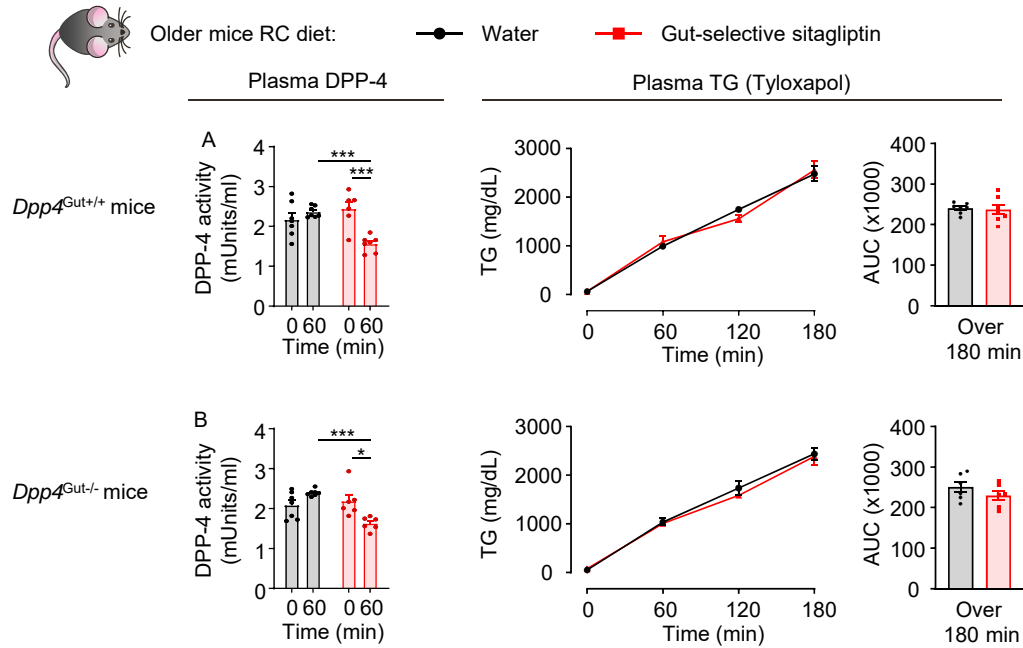 Older mice RC diet: Water Gut-selective sitagliptin
Plasma DPP-4 Plasma TG (Tyloxapol)
Dpp4Gut+/+ mice
A
DPP-4 activity
(mUnits/ml)
4
3
2
1
0
***
***
0 60 0 60
Time (min)
TG (mg/dL)
3000
2000
1000
0
0 60 120 180
Time (min)
AUC (x1000)
400
300
200
100
0
Over
180 min
Dpp4Gut-/- mice
B
DPP-4 activity
(mUnits/ml)
4
3
2
1
0
***
*
0 60 0 60
Time (min)
TG (mg/dL)
3000
2000
1000
0
0 60 120 180
Time (min)
AUC (x1000)
400
300
200
100
0
Over
180 min